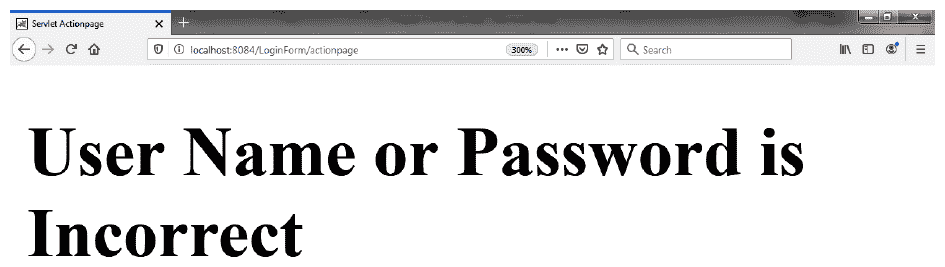 Servlet Actionpage
localhost:8084/LoginForm/actionpage
300%
Search
User Name or Password is
Incorrect